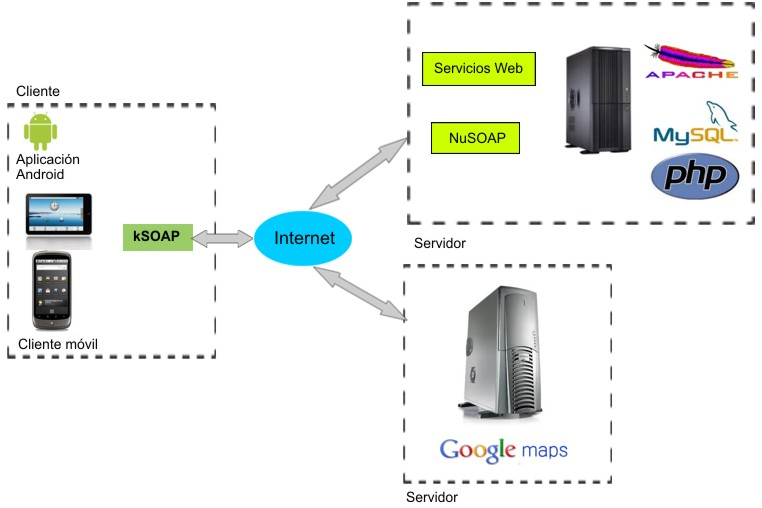 Cliente
Aplicación
Android
kSOAP
Cliente móvil
Internet
Servicios Web
NuSOAP
APACHE
MySQL
php
Servidor
Google maps
Servidor